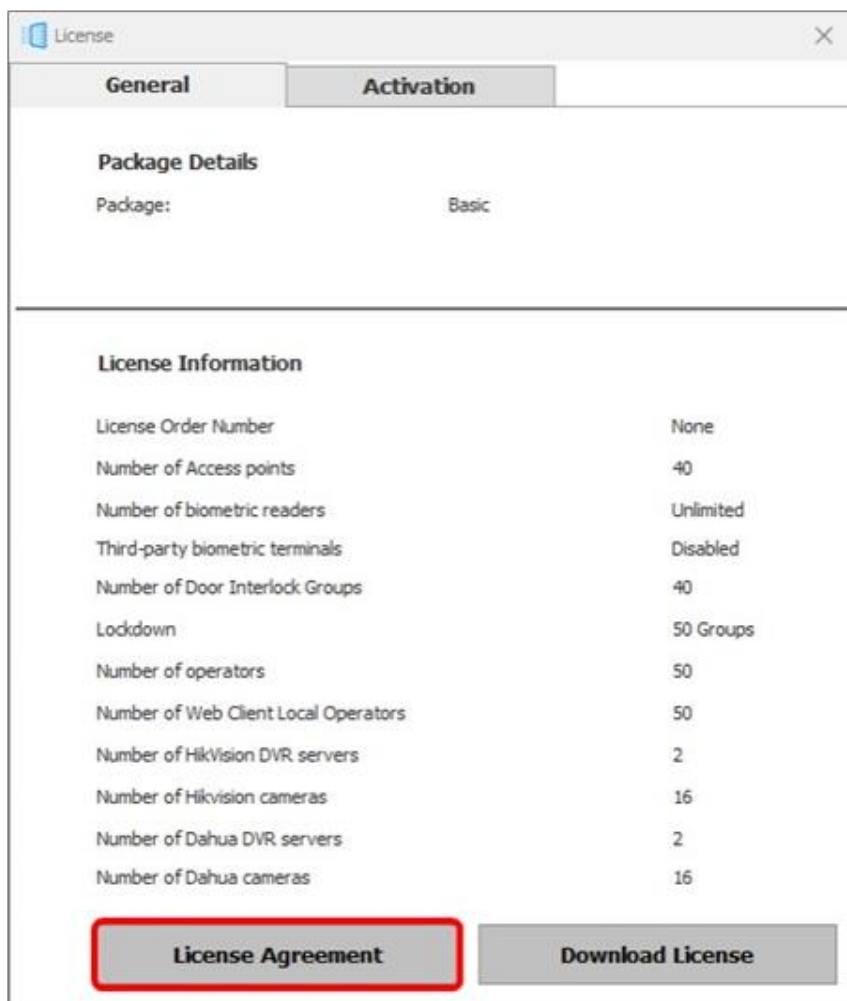 License
General Activation
Package Details
Package: Basic
License Information
License Order Number None
Number of Access points 40
Number of biometric readers Unlimited
Third-party biometric terminals Disabled
Number of Door Interlock Groups 40
Lockdown 50 Groups
Number of operators 50
Number of Web Client Local Operators 50
Number of HikVision DVR servers 2
Number of Hikvision cameras 16
Number of Dahua DVR servers 2
Number of Dahua cameras 16
License Agreement Download License